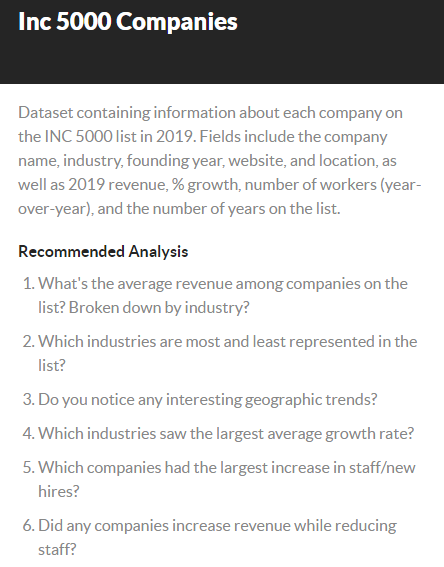 Inc 5000 Companies
Dataset containing information about each company on
the INC 5000 list in 2019. Fields include the company
name, industry, founding year, website, and location, as
well as 2019 revenue, % growth, number of workers (year-
over-year), and the number of years on the list.
Recommended Analysis
1. What's the average revenue among companies on the
list? Broken down by industry?
2. Which industries are most and least represented in the
list?
3. Do you notice any interesting geographic trends?
4. Which industries saw the largest average growth rate?
5. Which companies had the largest increase in staff/new
hires?
6. Did any companies increase revenue while reducing
staff?